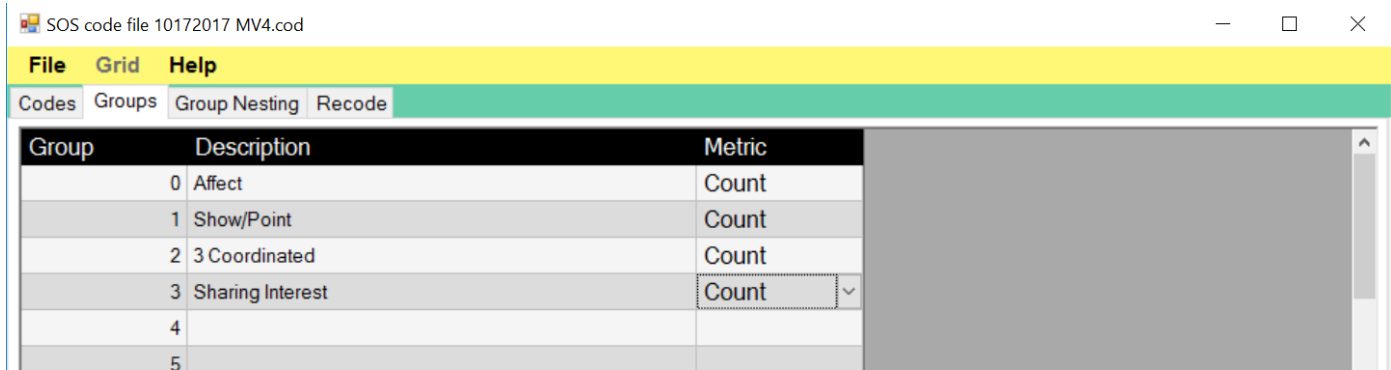 SOS code file 10172017 MV4.cod
File Grid Help
Codes Groups Group Nesting Recode
Group Description Metric
0 Affect Count
1 Show/Point Count
2 3 Coordinated Count
3 Sharing Interest Count
4
5